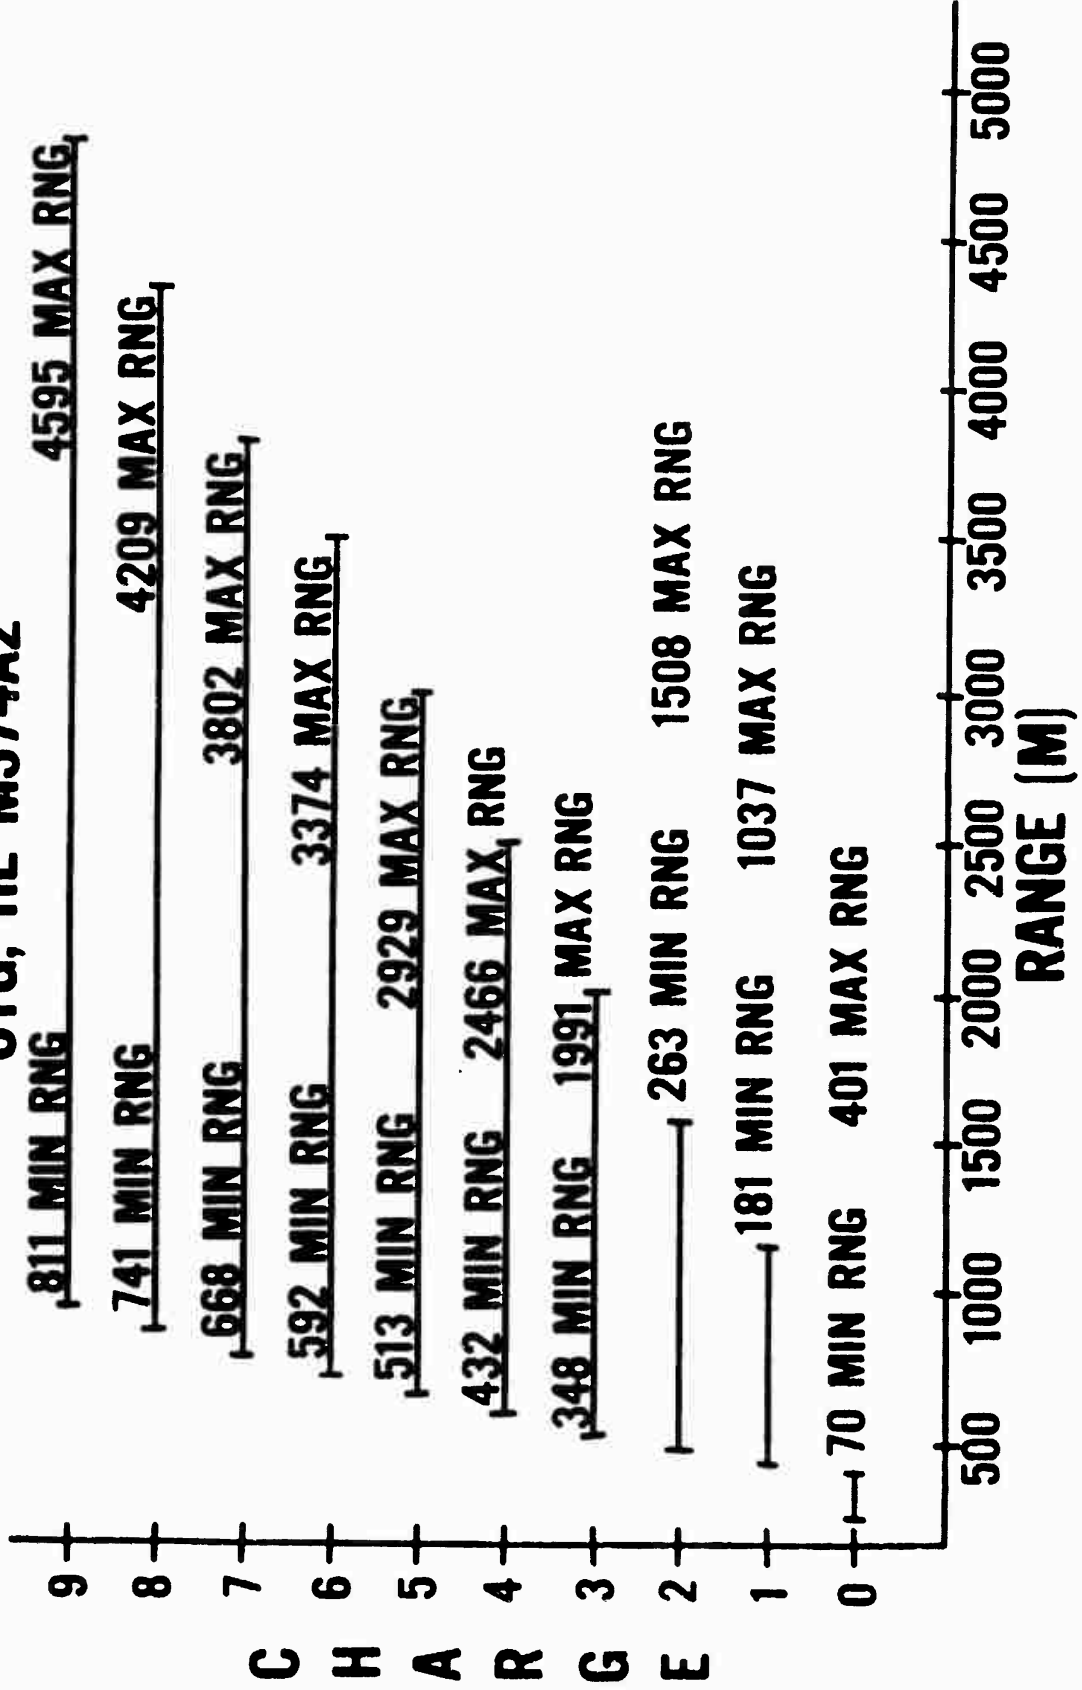 9 811 MIN RNG 4595 MAX RNG
8 741 MIN RNG 4209 MAX RNG
7 668 MIN RNG 3802 MAX RNG
6 592 MIN RNG 3374 MAX RNG
5 513 MIN RNG 2929 MAX RNG
4 432 MIN RNG 2466 MAX RNG
3 348 MIN RNG 1991 MAX RNG
2 263 MIN RNG 1508 MAX RNG
1 181 MIN RNG 1037 MAX RNG
0 70 MIN RNG 401 MAX RNG
CHARGE
500 1000 1500 2000 2500 3000 3500 4000 4500 5000
RANGE (M)